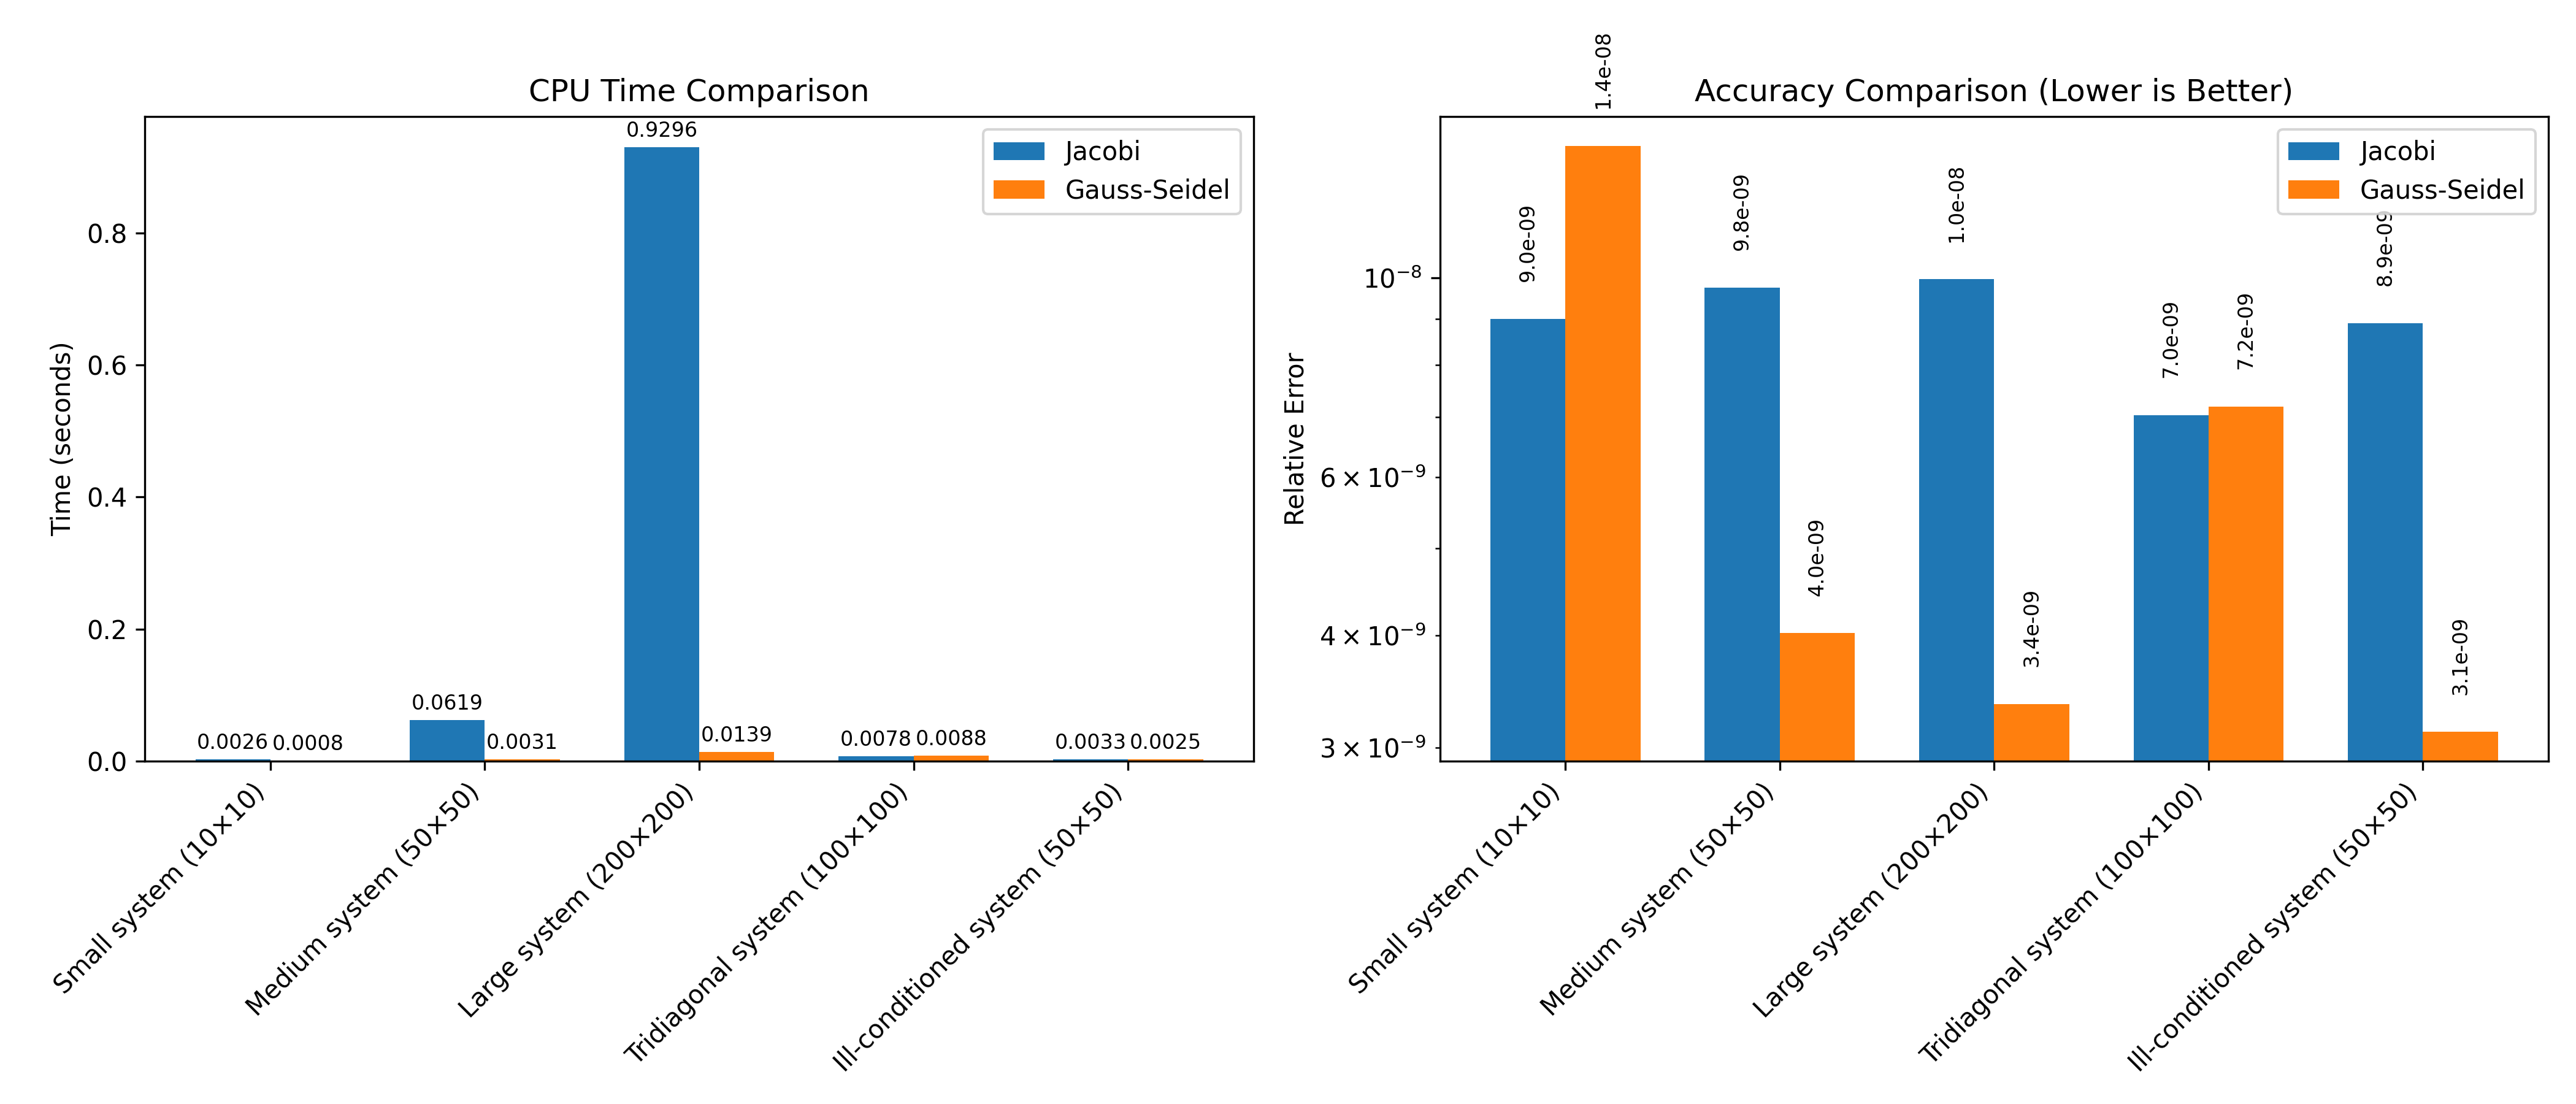 CPU Time Comparison
Time (seconds)
0.8
0.6
0.4
0.2
0.0
0.0026
0.0008
0.0619
0.0031
0.9296
0.0139
0.0078
0.0088
0.0033
0.0025
Jacobi
Gauss-Seidel
Small system (10×10)
Medium system (50×50)
Large system (200×200)
Tridiagonal system (100×100)
Ill-conditioned system (50×50)
Accuracy Comparison (Lower is Better)
Relative Error
10⁻⁸
6 × 10⁻⁹
4 × 10⁻⁹
3 × 10⁻⁹
9.0e-09
1.4e-08
9.8e-09
4.0e-09
1.0e-08
3.4e-09
7.0e-09
7.2e-09
8.9e-09
3.1e-09
Jacobi
Gauss-Seidel
Small system (10×10)
Medium system (50×50)
Large system (200×200)
Tridiagonal system (100×100)
Ill-conditioned system (50×50)